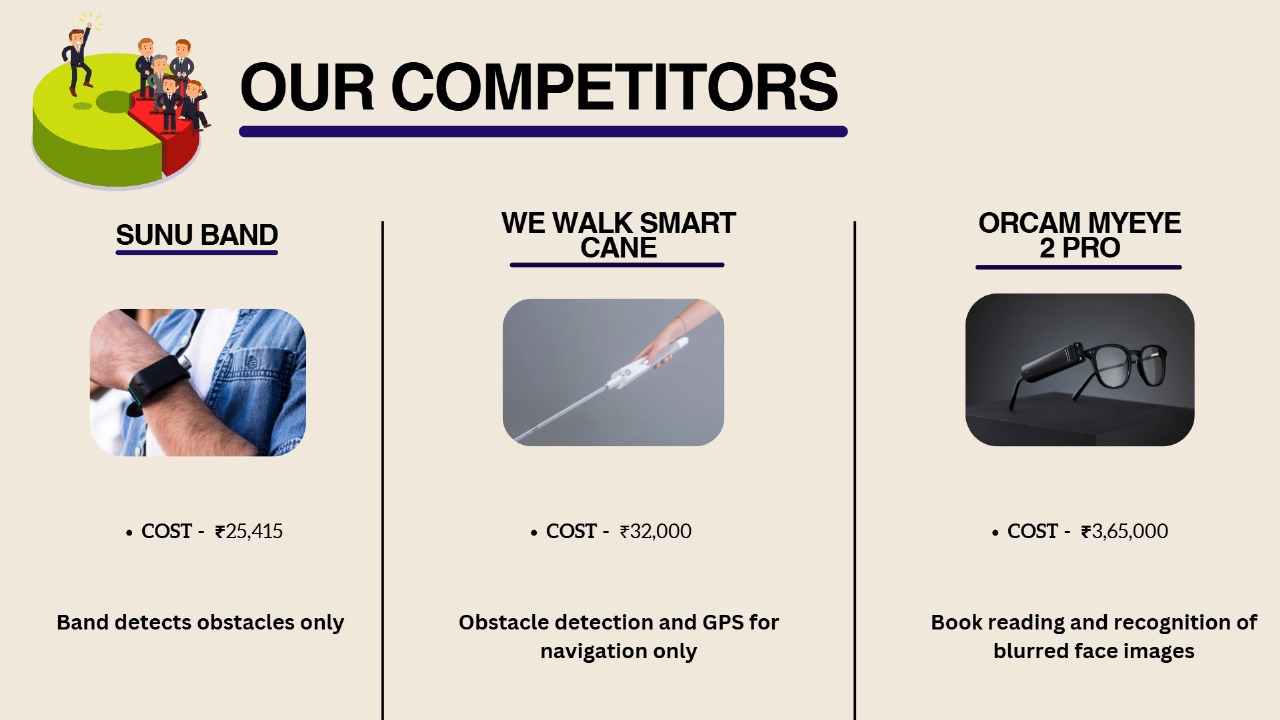 OUR COMPETITORS
SUNU BAND
• COST - ₹25,415
Band detects obstacles only
WE WALK SMART
CANE
• COST - ₹32,000
Obstacle detection and GPS for
navigation only
ORCAM MYEYE
2 PRO
• COST - ₹3,65,000
Book reading and recognition of
blurred face images